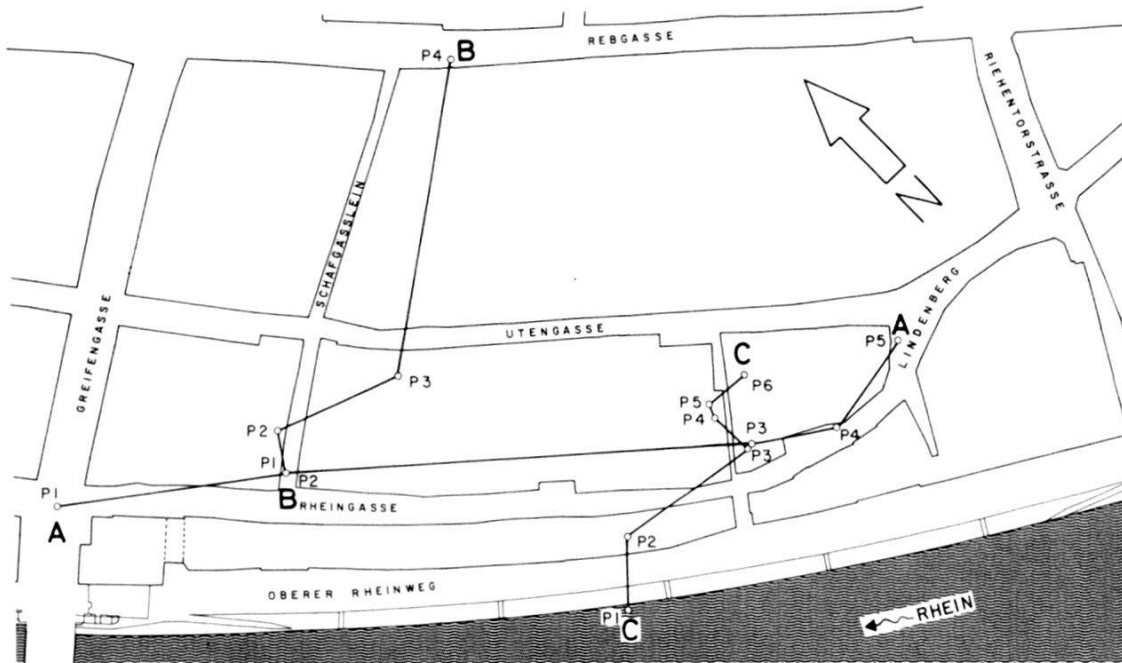 P4 B
REBGASSE
RIEHENTORSTRASSE
N
SCHAFGASSLEIN
GREIFENGASSE
UTENGASSE
LINDENBERG
A
P5
C
P6
P3
P5
P4
P2
P3
P4
P1
P3
P2
P1
B
RHEINGASSE
A
P2
OBERER RHEINWEG
P1
C
RHEIN